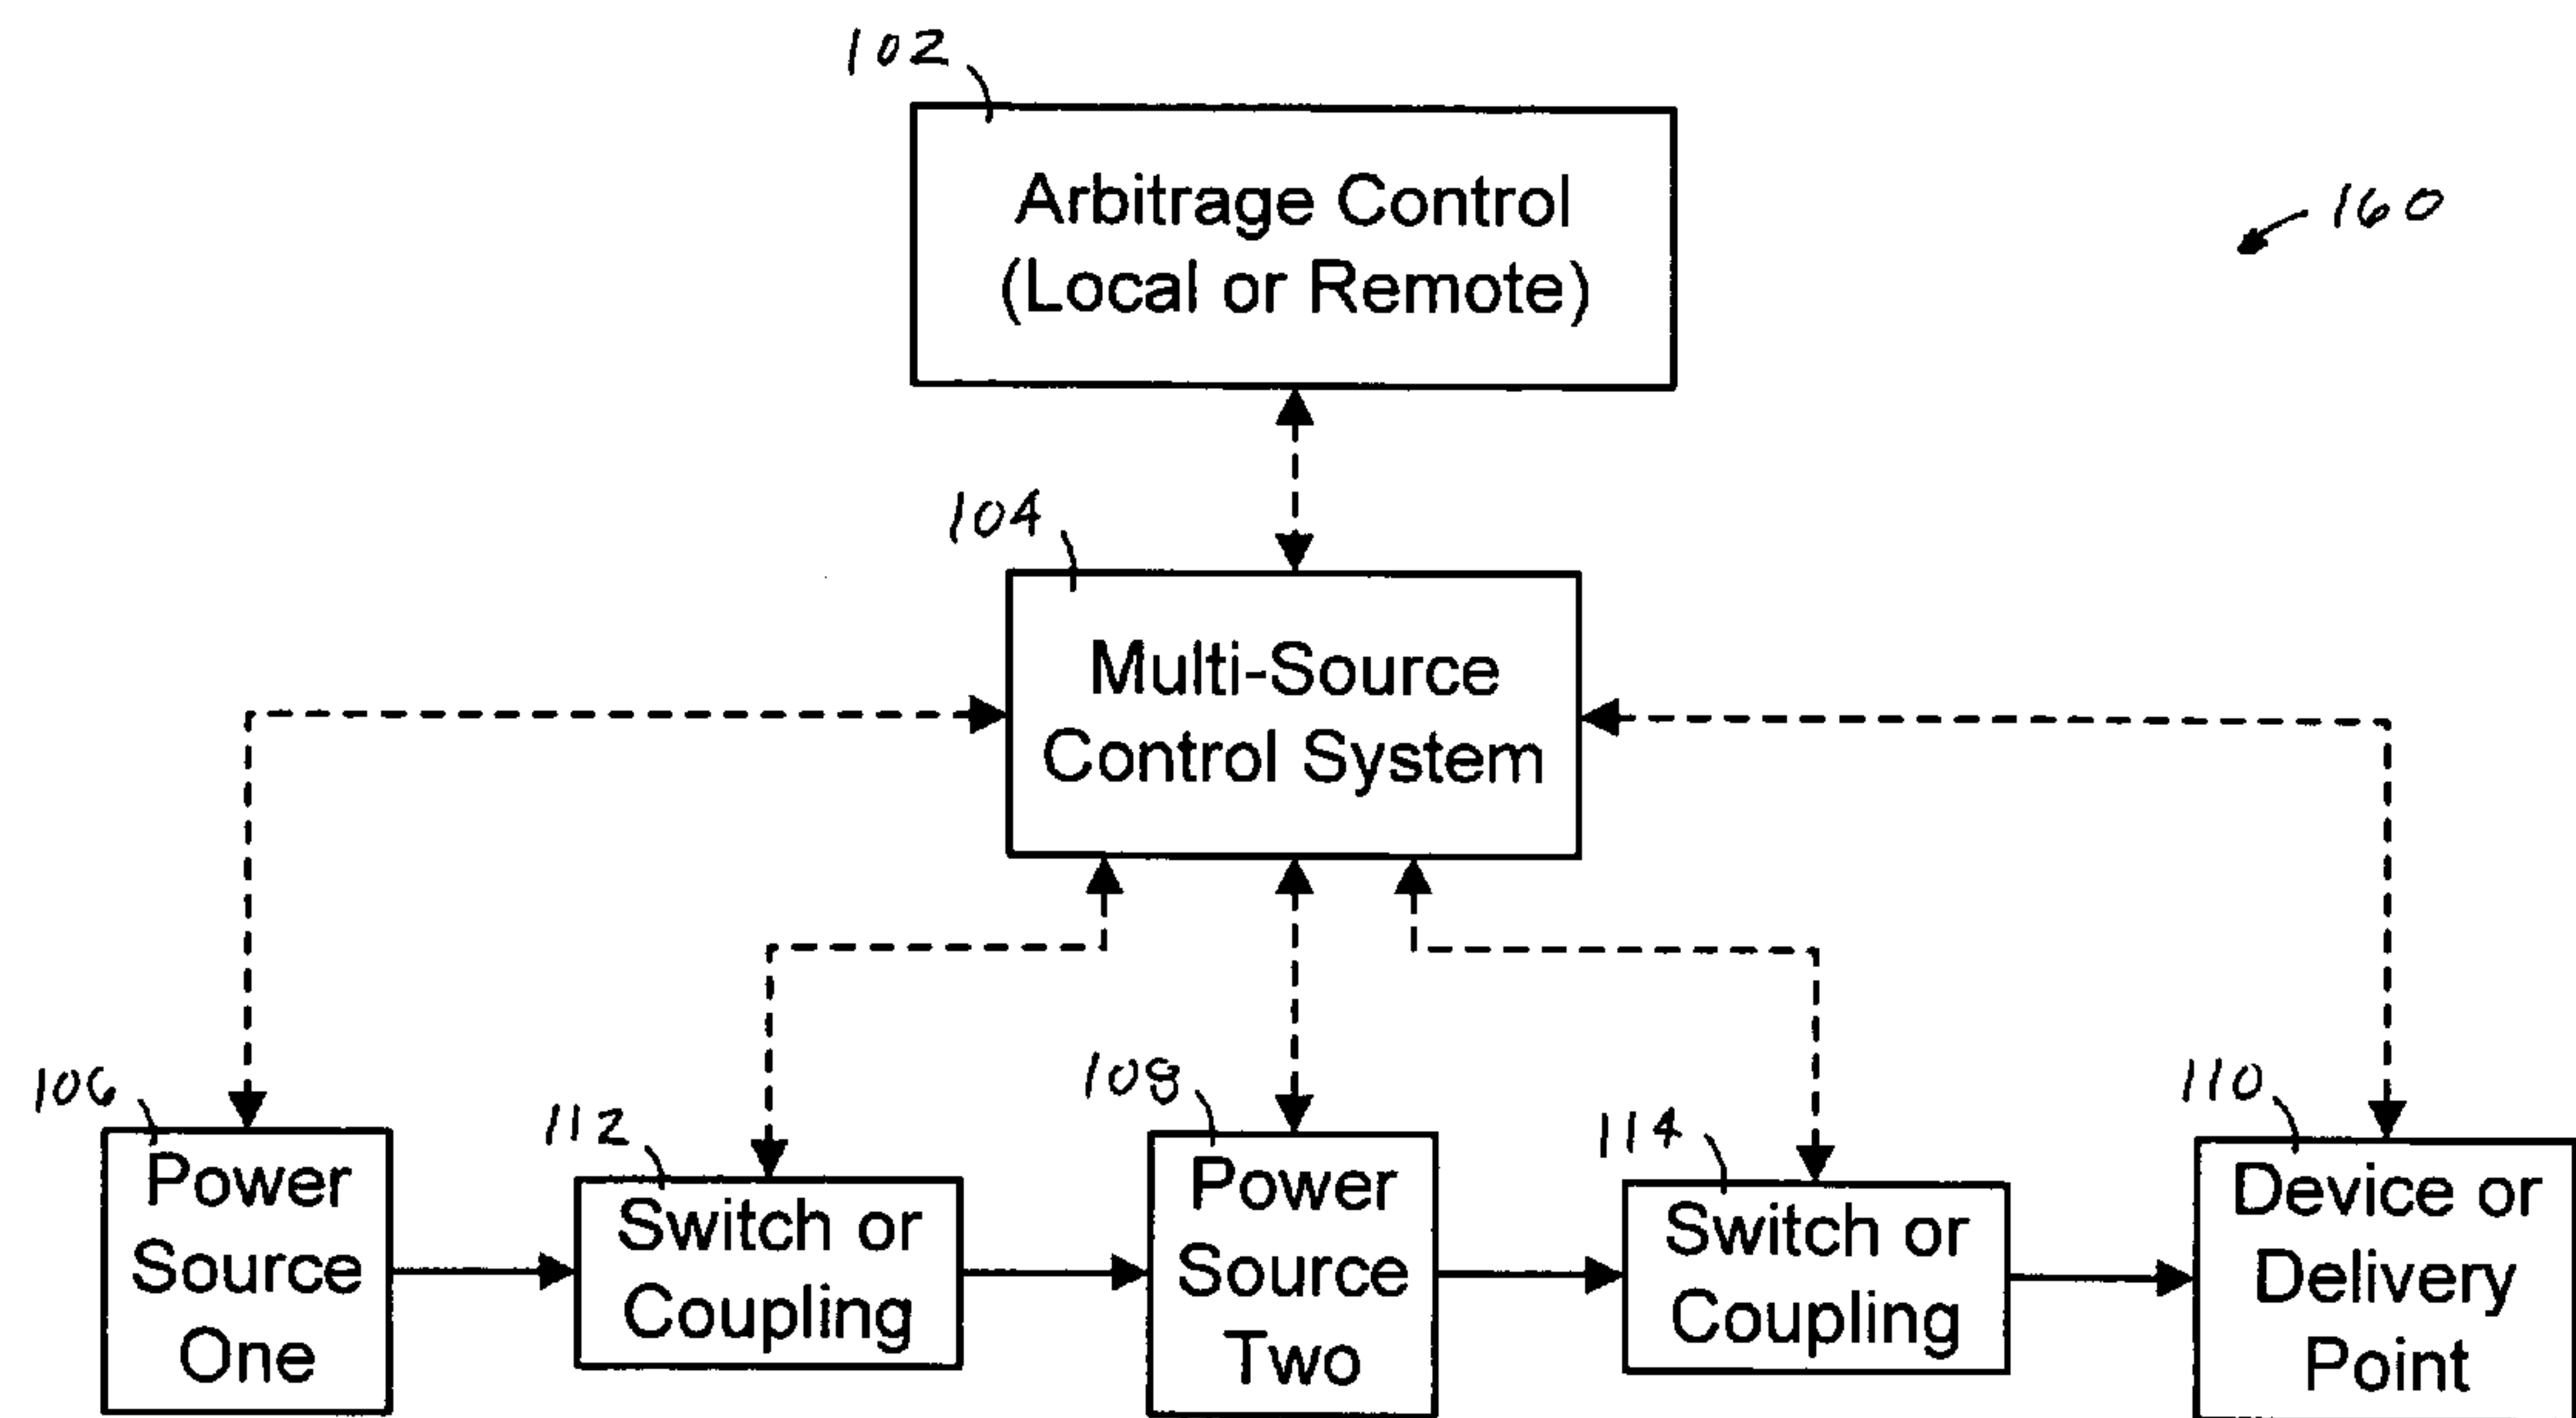 102
Arbitrage Control
(Local or Remote)
160
104
Multi-Source
Control System
106
Power
Source
One
112
Switch or
Coupling
108
Power
Source
Two
114
Switch or
Coupling
110
Device or
Delivery
Point